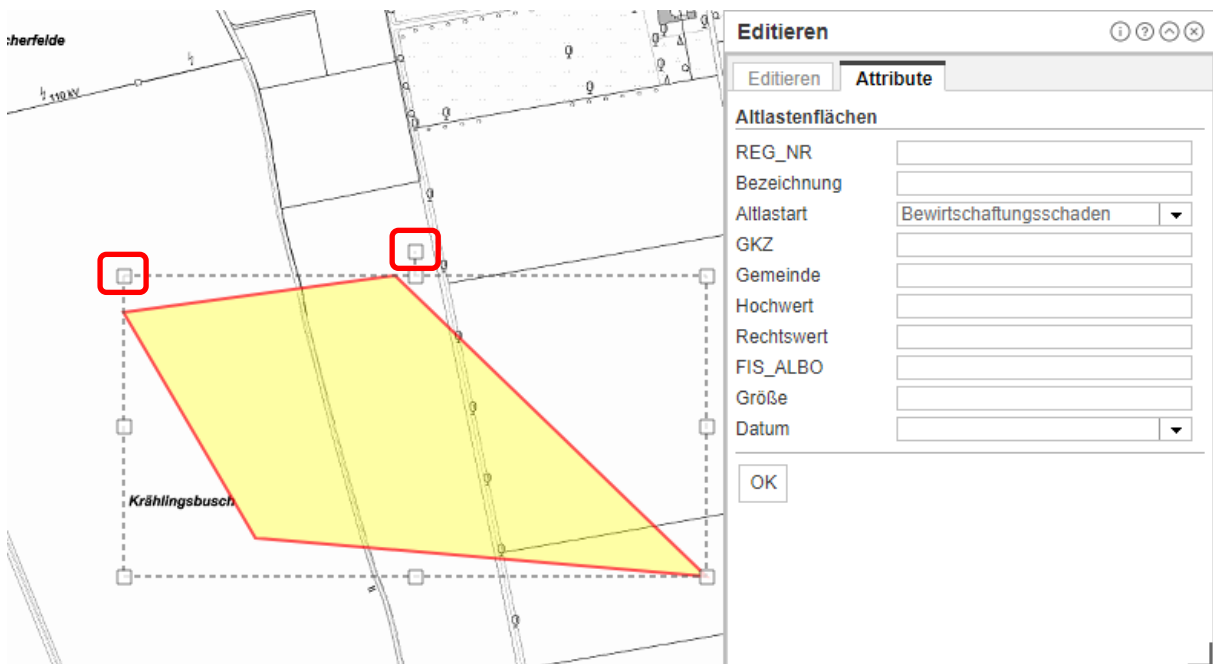 cherfelde
110 KV
Krählingsbusch
Editieren
Editieren
Attribute
Altlastenflächen
REG_NR
Bezeichnung
Altlastart
Bewirtschaftungsschaden
GKZ
Gemeinde
Hochwert
Rechtswert
FIS_ALBO
Größe
Datum
OK